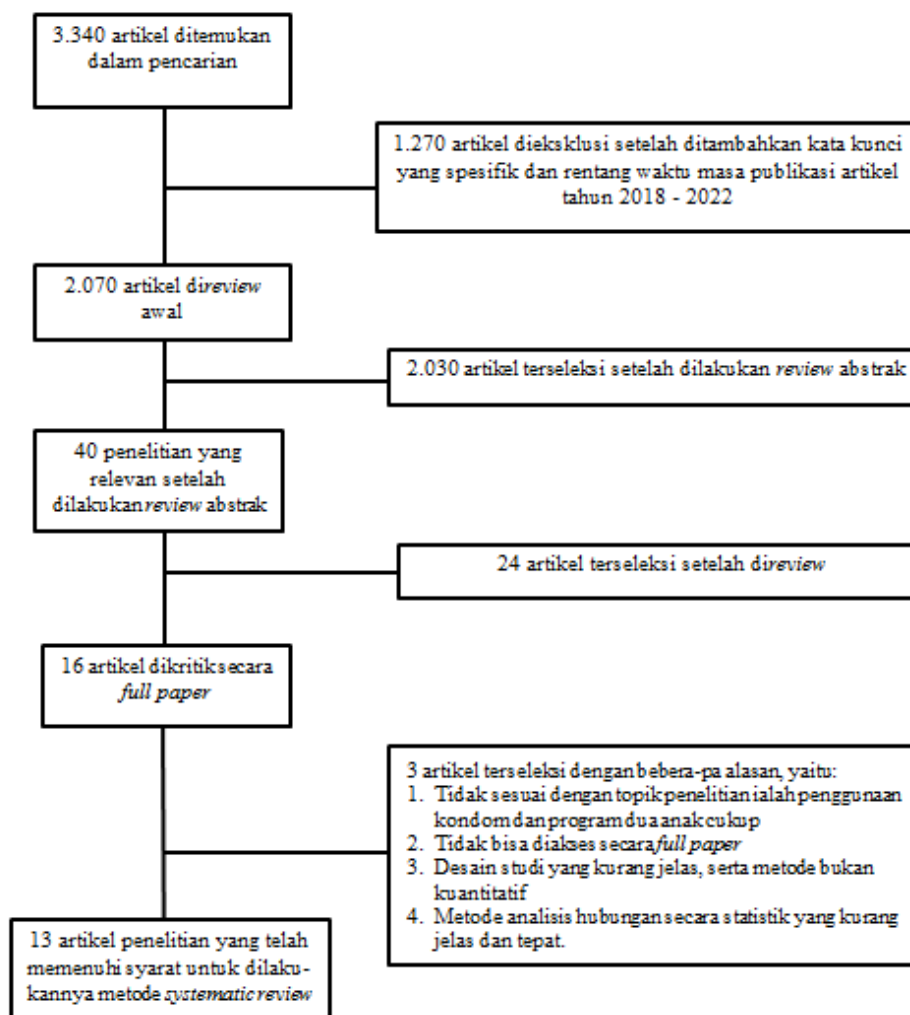 3.340 artikel ditemukan
dalam pencarian
1.270 artikel dieksklusi setelah ditambahkan kata kunci
yang spesifik dan rentang waktu masa publikasi artikel
tahun 2018 - 2022
2.070 artikel direview
awal
2.030 artikel terseleksi setelah dilakukan review abstrak
40 penelitian yang
relevan setelah
dilakukan review abstrak
24 artikel terseleksi setelah direview
16 artikel dikritik secara
full paper
3 artikel terseleksi dengan bebera-pa alasan, yaitu:
1. Tidak sesuai dengan topik penelitian ialah penggunaan
kondom dan program dua anak cukup
2. Tidak bisa diakses secara full paper
3. Desain studi yang kurang jelas, serta metode bukan
kuantitatif
4. Metode analisis hubungan secara statistik yang kurang
jelas dan tepat.
13 artikel penelitian yang telah
memenuhi syarat untuk dilaku-
kannya metode systematic review